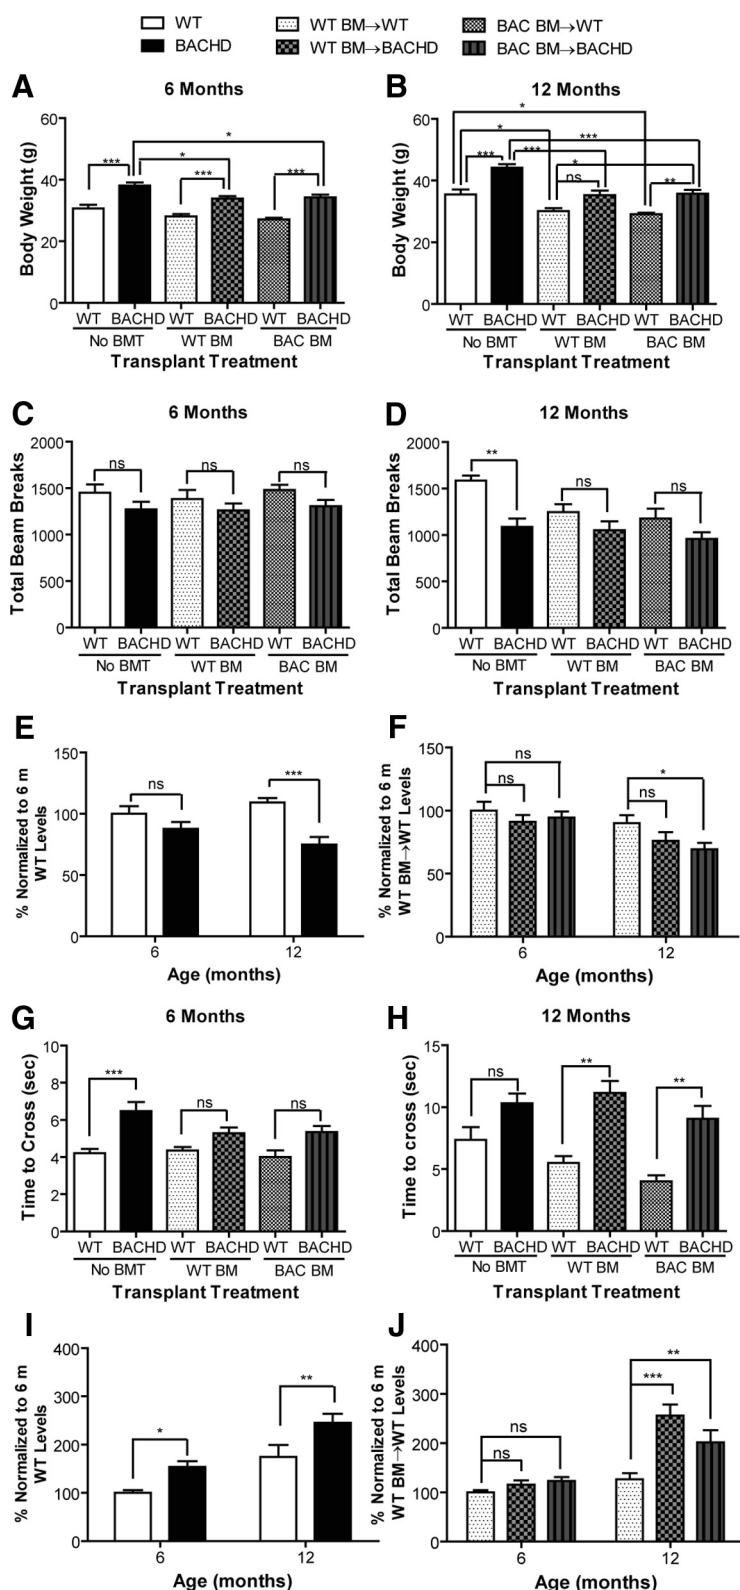 WT WT BM→WT BAC BM→WT
BACHD WT BM→BACHD BAC BM→BACHD
A 6 Months
Body Weight (g)
60
40
20
0
*
*
*** *** ***
WT BACHD WT BACHD WT BACHD
No BMT WT BM BAC BM
Transplant Treatment
B 12 Months
Body Weight (g)
60
40
20
0
*
* ***
*** *** *
ns **
WT BACHD WT BACHD WT BACHD
No BMT WT BM BAC BM
Transplant Treatment
C 6 Months
Total Beam Breaks
2000
1500
1000
500
0
ns ns ns
WT BACHD WT BACHD WT BACHD
No BMT WT BM BAC BM
Transplant Treatment
D 12 Months
Total Beam Breaks
2000
1500
1000
500
0
** ns ns
WT BACHD WT BACHD WT BACHD
No BMT WT BM BAC BM
Transplant Treatment
E
% Normalized to 6 m
WT Levels
150
100
50
0
ns ***
6 12
Age (months)
F
% Normalized to 6 m
WT BM→WT Levels
150
100
50
0
ns *
ns ns
6 12
Age (months)
G 6 Months
Time to Cross (sec)
10
8
6
4
2
0
*** ns ns
WT BACHD WT BACHD WT BACHD
No BMT WT BM BAC BM
Transplant Treatment
H 12 Months
Time to cross (sec)
15
10
5
0
ns ** **
WT BACHD WT BACHD WT BACHD
No BMT WT BM BAC BM
Transplant Treatment
I
% Normalized to 6 m
WT Levels
400
300
200
100
0
* **
6 12
Age (months)
J
% Normalized to 6 m
WT BM→WT Levels
400
300
200
100
0
ns **
ns ***
6 12
Age (months)